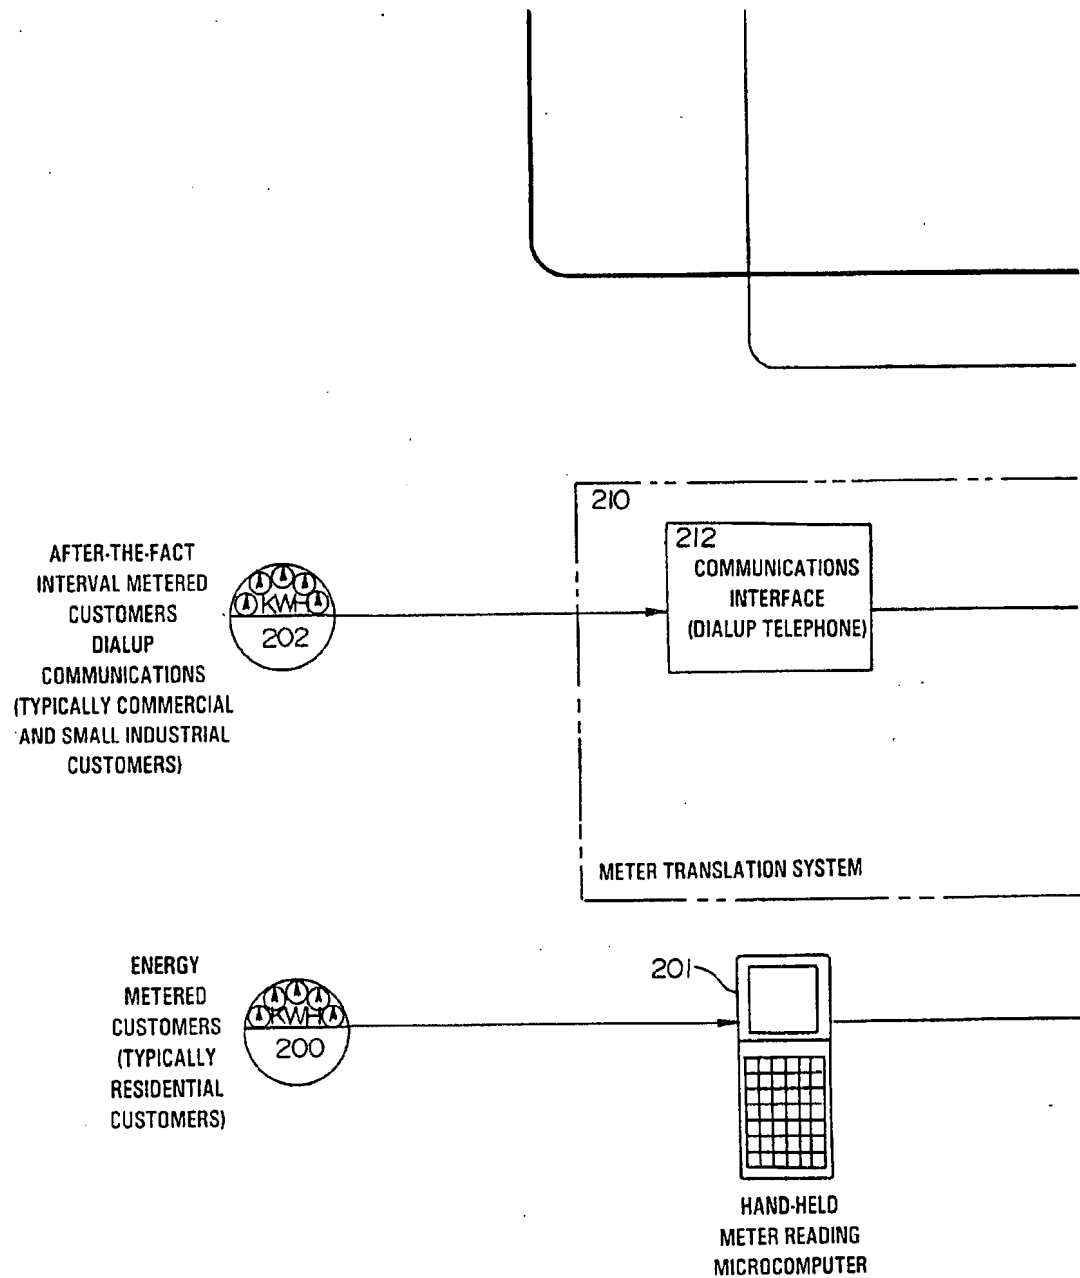 210
212
COMMUNICATIONS
INTERFACE
(DIALUP TELEPHONE)
AFTER-THE-FACT
INTERVAL METERED
CUSTOMERS
DIALUP
COMMUNICATIONS
(TYPICALLY COMMERCIAL
AND SMALL INDUSTRIAL
CUSTOMERS)
KWH
202
METER TRANSLATION SYSTEM
ENERGY
METERED
CUSTOMERS
(TYPICALLY
RESIDENTIAL
CUSTOMERS)
KWH
200
201
HAND-HELD
METER READING
MICROCOMPUTER